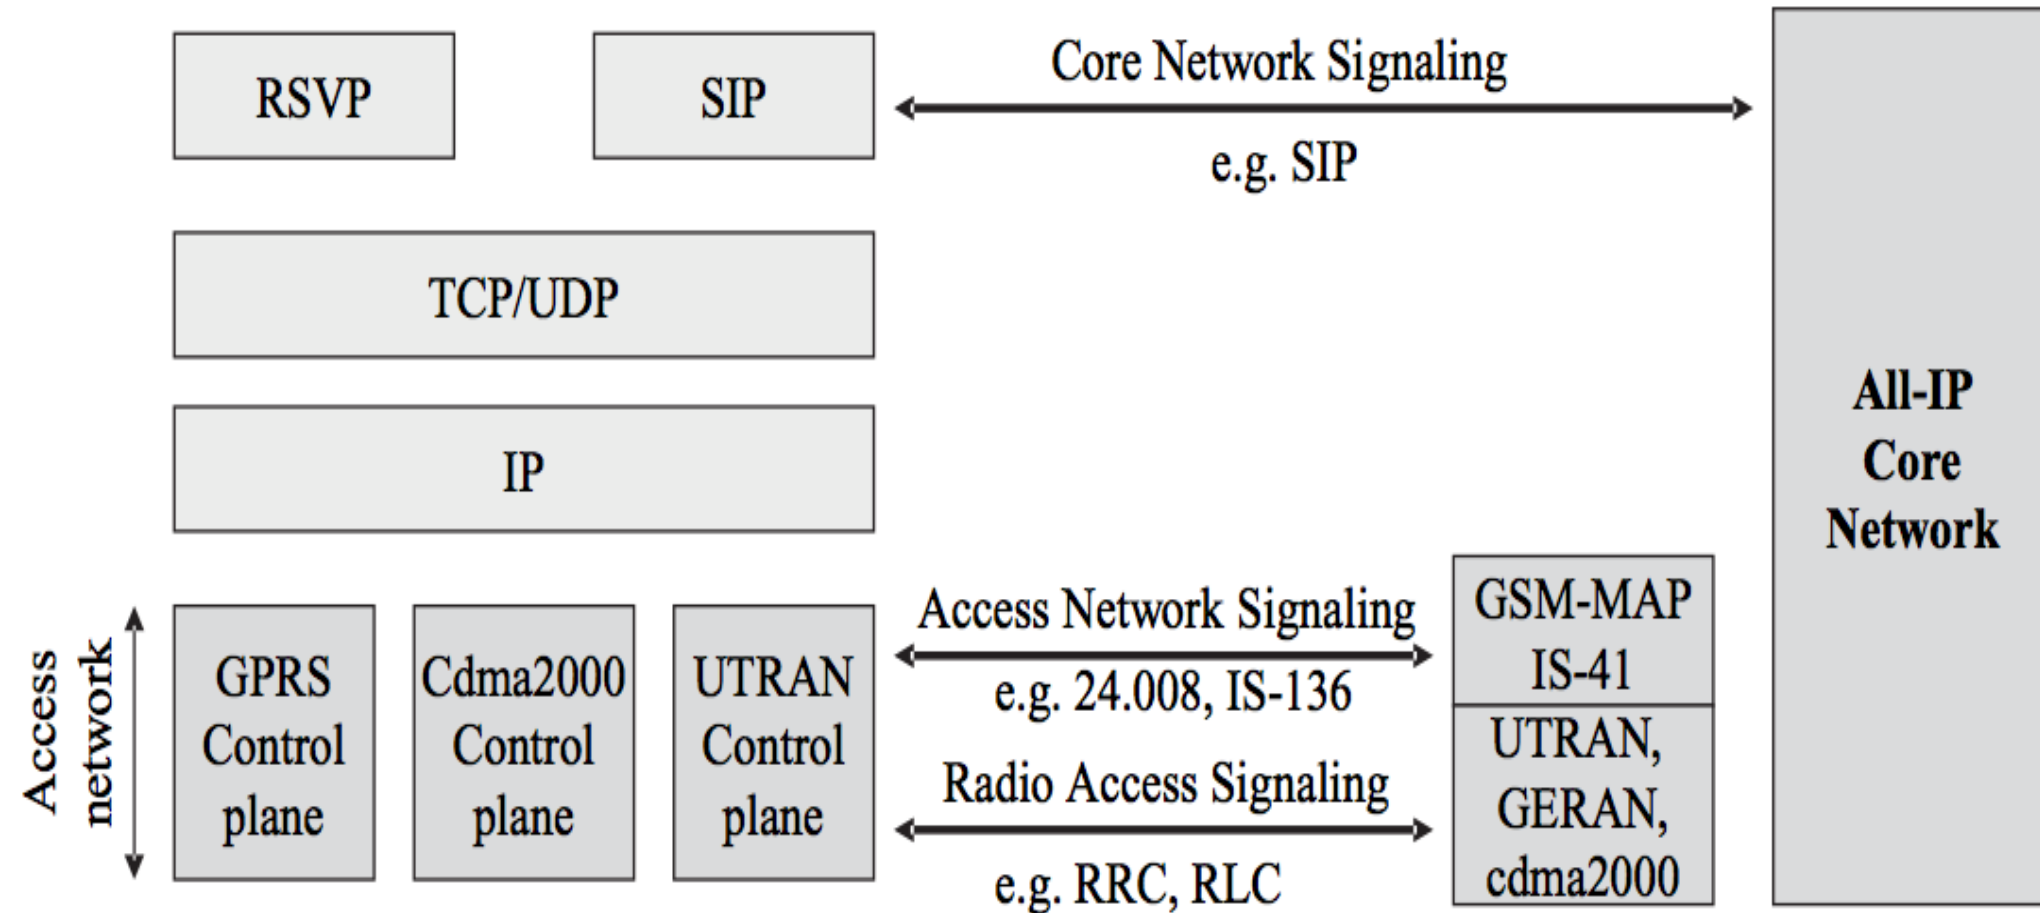 RSVP
SIP
Core Network Signaling
e.g. SIP
TCP/UDP
IP
All-IP
Core
Network
Access
network
GPRS
Control
plane
Cdma2000
Control
plane
UTRAN
Control
plane
Access Network Signaling
e.g. 24.008, IS-136
Radio Access Signaling
e.g. RRC, RLC
GSM-MAP
IS-41
UTRAN,
GERAN,
cdma2000